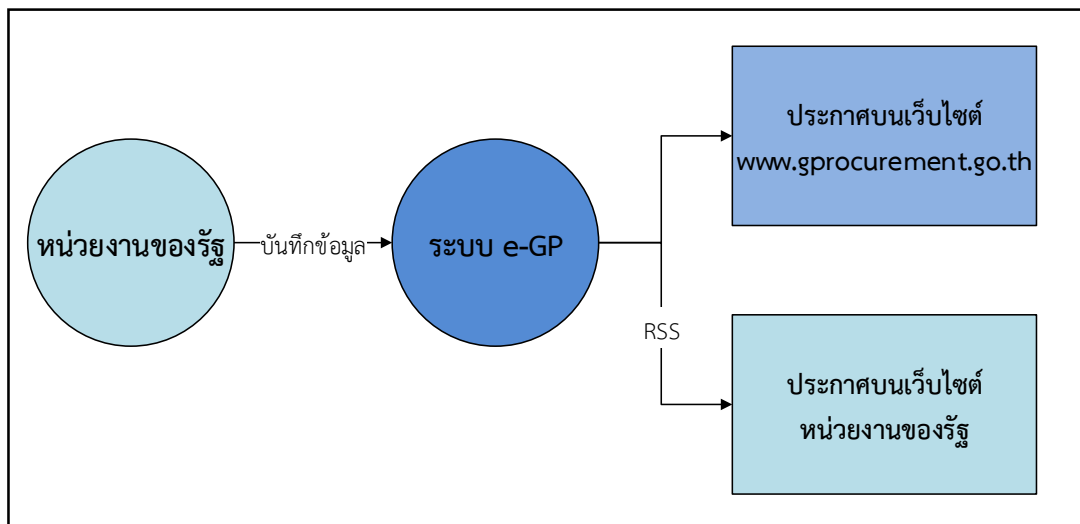 ประกาศบนเว็บไซต์
www.gprocurement.go.th
หน่วยงานของรัฐ
บันทึกข้อมูล
ระบบ e-GP
RSS
ประกาศบนเว็บไซต์
หน่วยงานของรัฐ